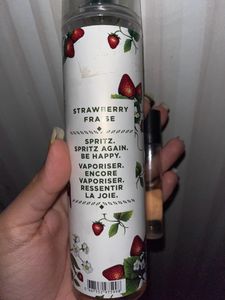 STRAWBERRY
FRAISE
SPRITZ.
SPRITZ AGAIN.
BE HAPPY.
VAPORISER.
ENCORE
VAPORISER.
RESSENTIR
LA JOIE.